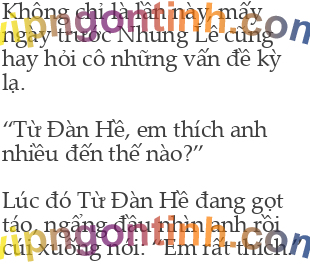 Không chỉ là lần này, mấy
ngày trước Nhung Lê cũng
hay hỏi cô những vấn đề kỳ
lạ.
“Từ Đàn Hề, em thích anh
nhiều đến thế nào?”
Lúc đó Từ Đàn Hề đang gọt
táo, ngẩng đầu nhìn anh rồi
cúi xuống nói: “Em rất thích.”